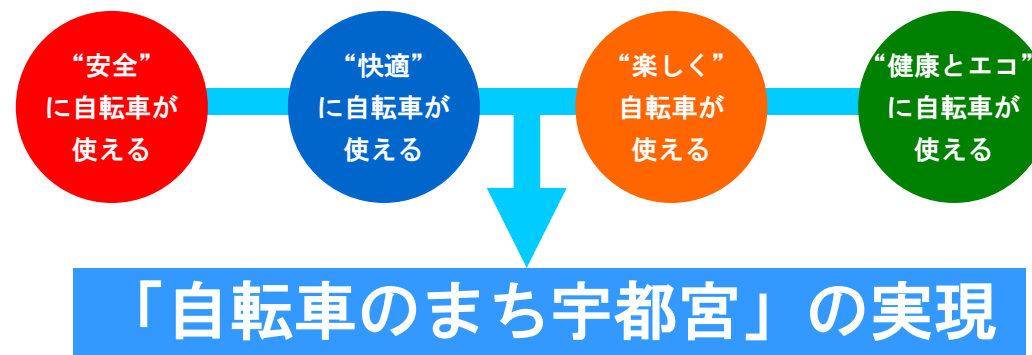 “安全”
に自転車が
使える
“快適”
に自転車が
使える
“楽しく”
自転車が
使える
“健康とエコ”
に自転車が
使える
「自転車のまち宇都宮」の実現